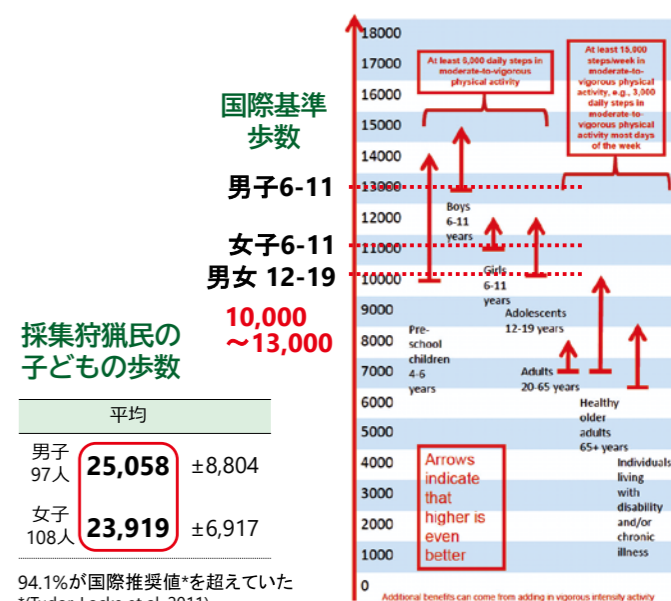 国際基準
歩数
男子6-11
女子6-11
男女 12-19
10,000
～13,000
採集狩猟民の
子どもの歩数
平均
男子
97人
25,058
±8,804
女子
108人
23,919
±6,917
94.1%が国際推奨値*を超えていた
*(Tudor-Locke et al. 2011)
18000
17000
16000
15000
14000
13000
12000
11000
10000
9000
8000
7000
6000
5000
4000
3000
2000
1000
0
At least 6,000 daily steps in
moderate-to-vigorous
physical activity
At least 15,000
steps/week in
moderate-to-
vigorous physical
activity, e.g., 3,000
daily steps in
moderate-to-
vigorous physical
activity most days
of the week
Pre-
school
children
4-6
years
Boys
6-11
years
Girls
6-11
years
Adolescents
12-19 years
Adults
20-65 years
Healthy
older
adults
65+ years
Individuals
living
with
disability
and/or
chronic
illness
Arrows
indicate
that
higher is
even
better
Additional benefits can come from adding in vigorous intensity activity